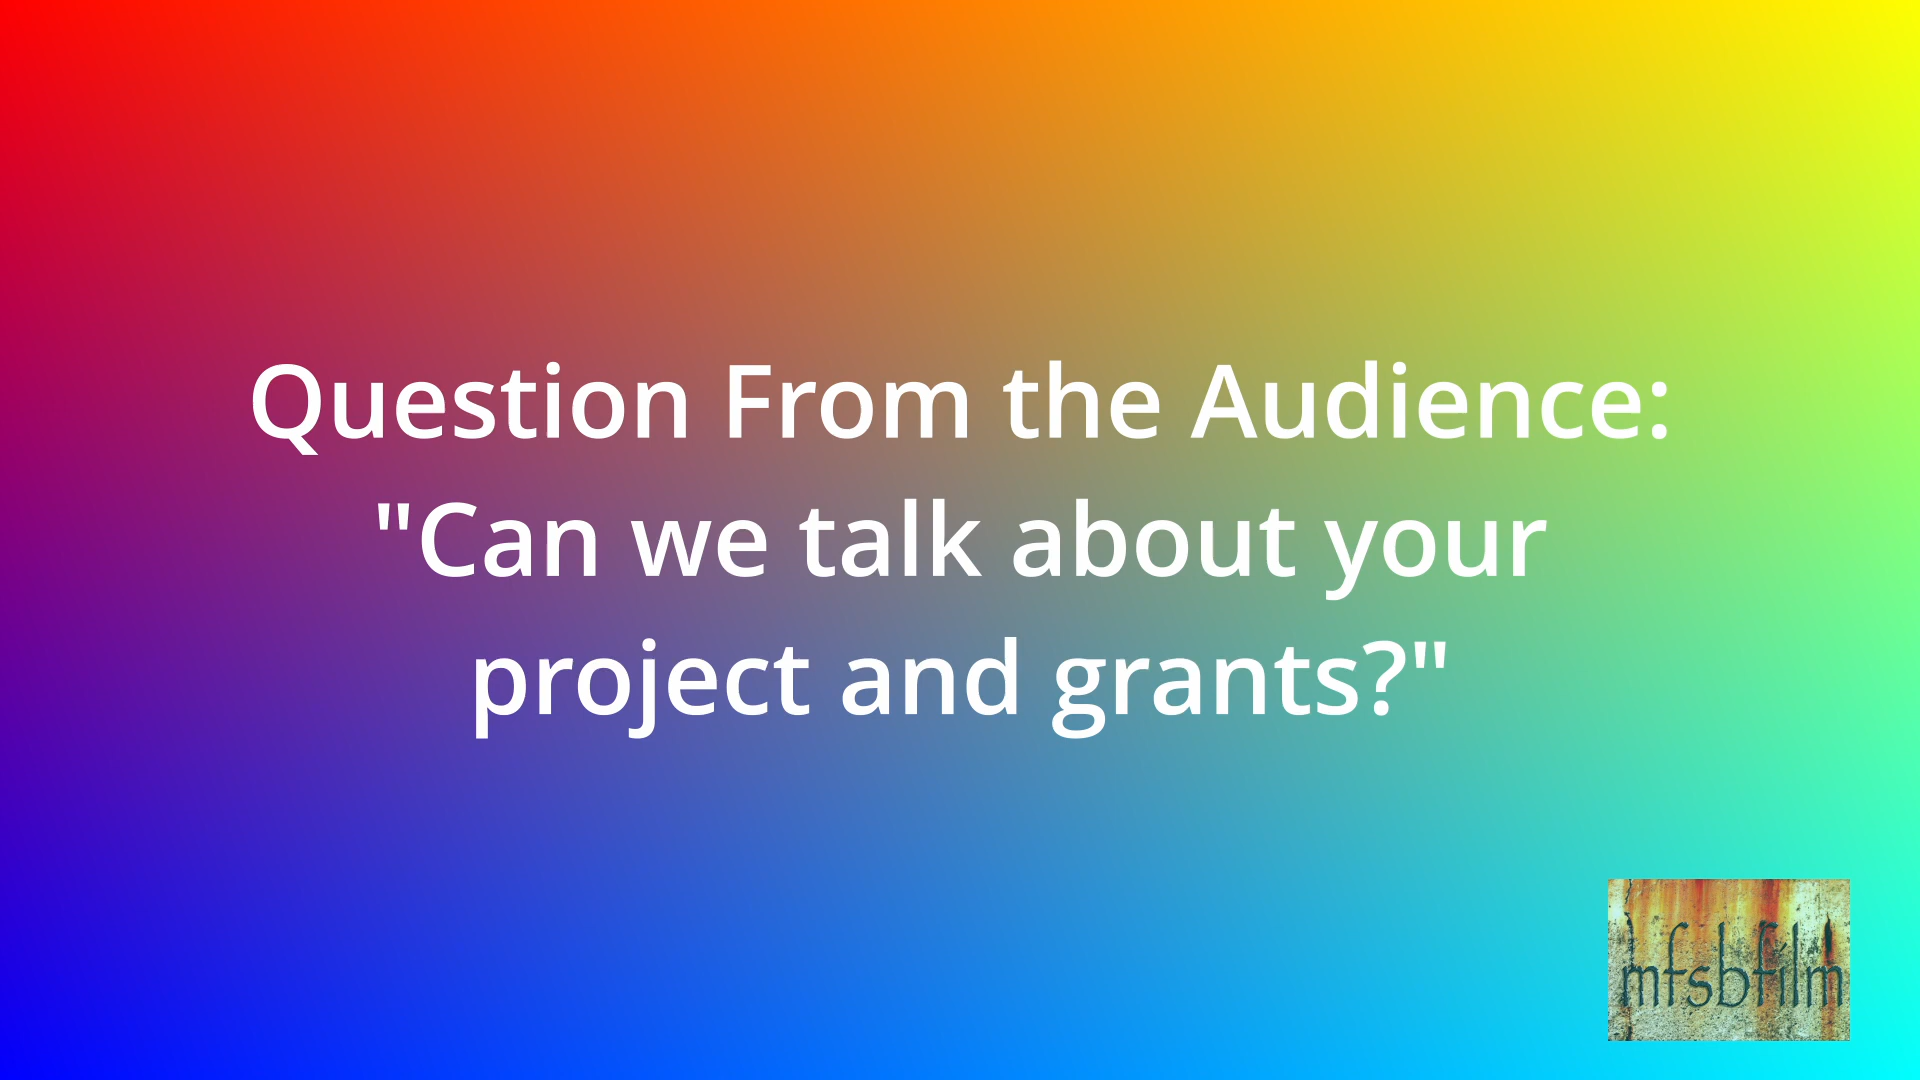 Question From the Audience:
"Can we talk about your
project and grants?"
mfsbfilm